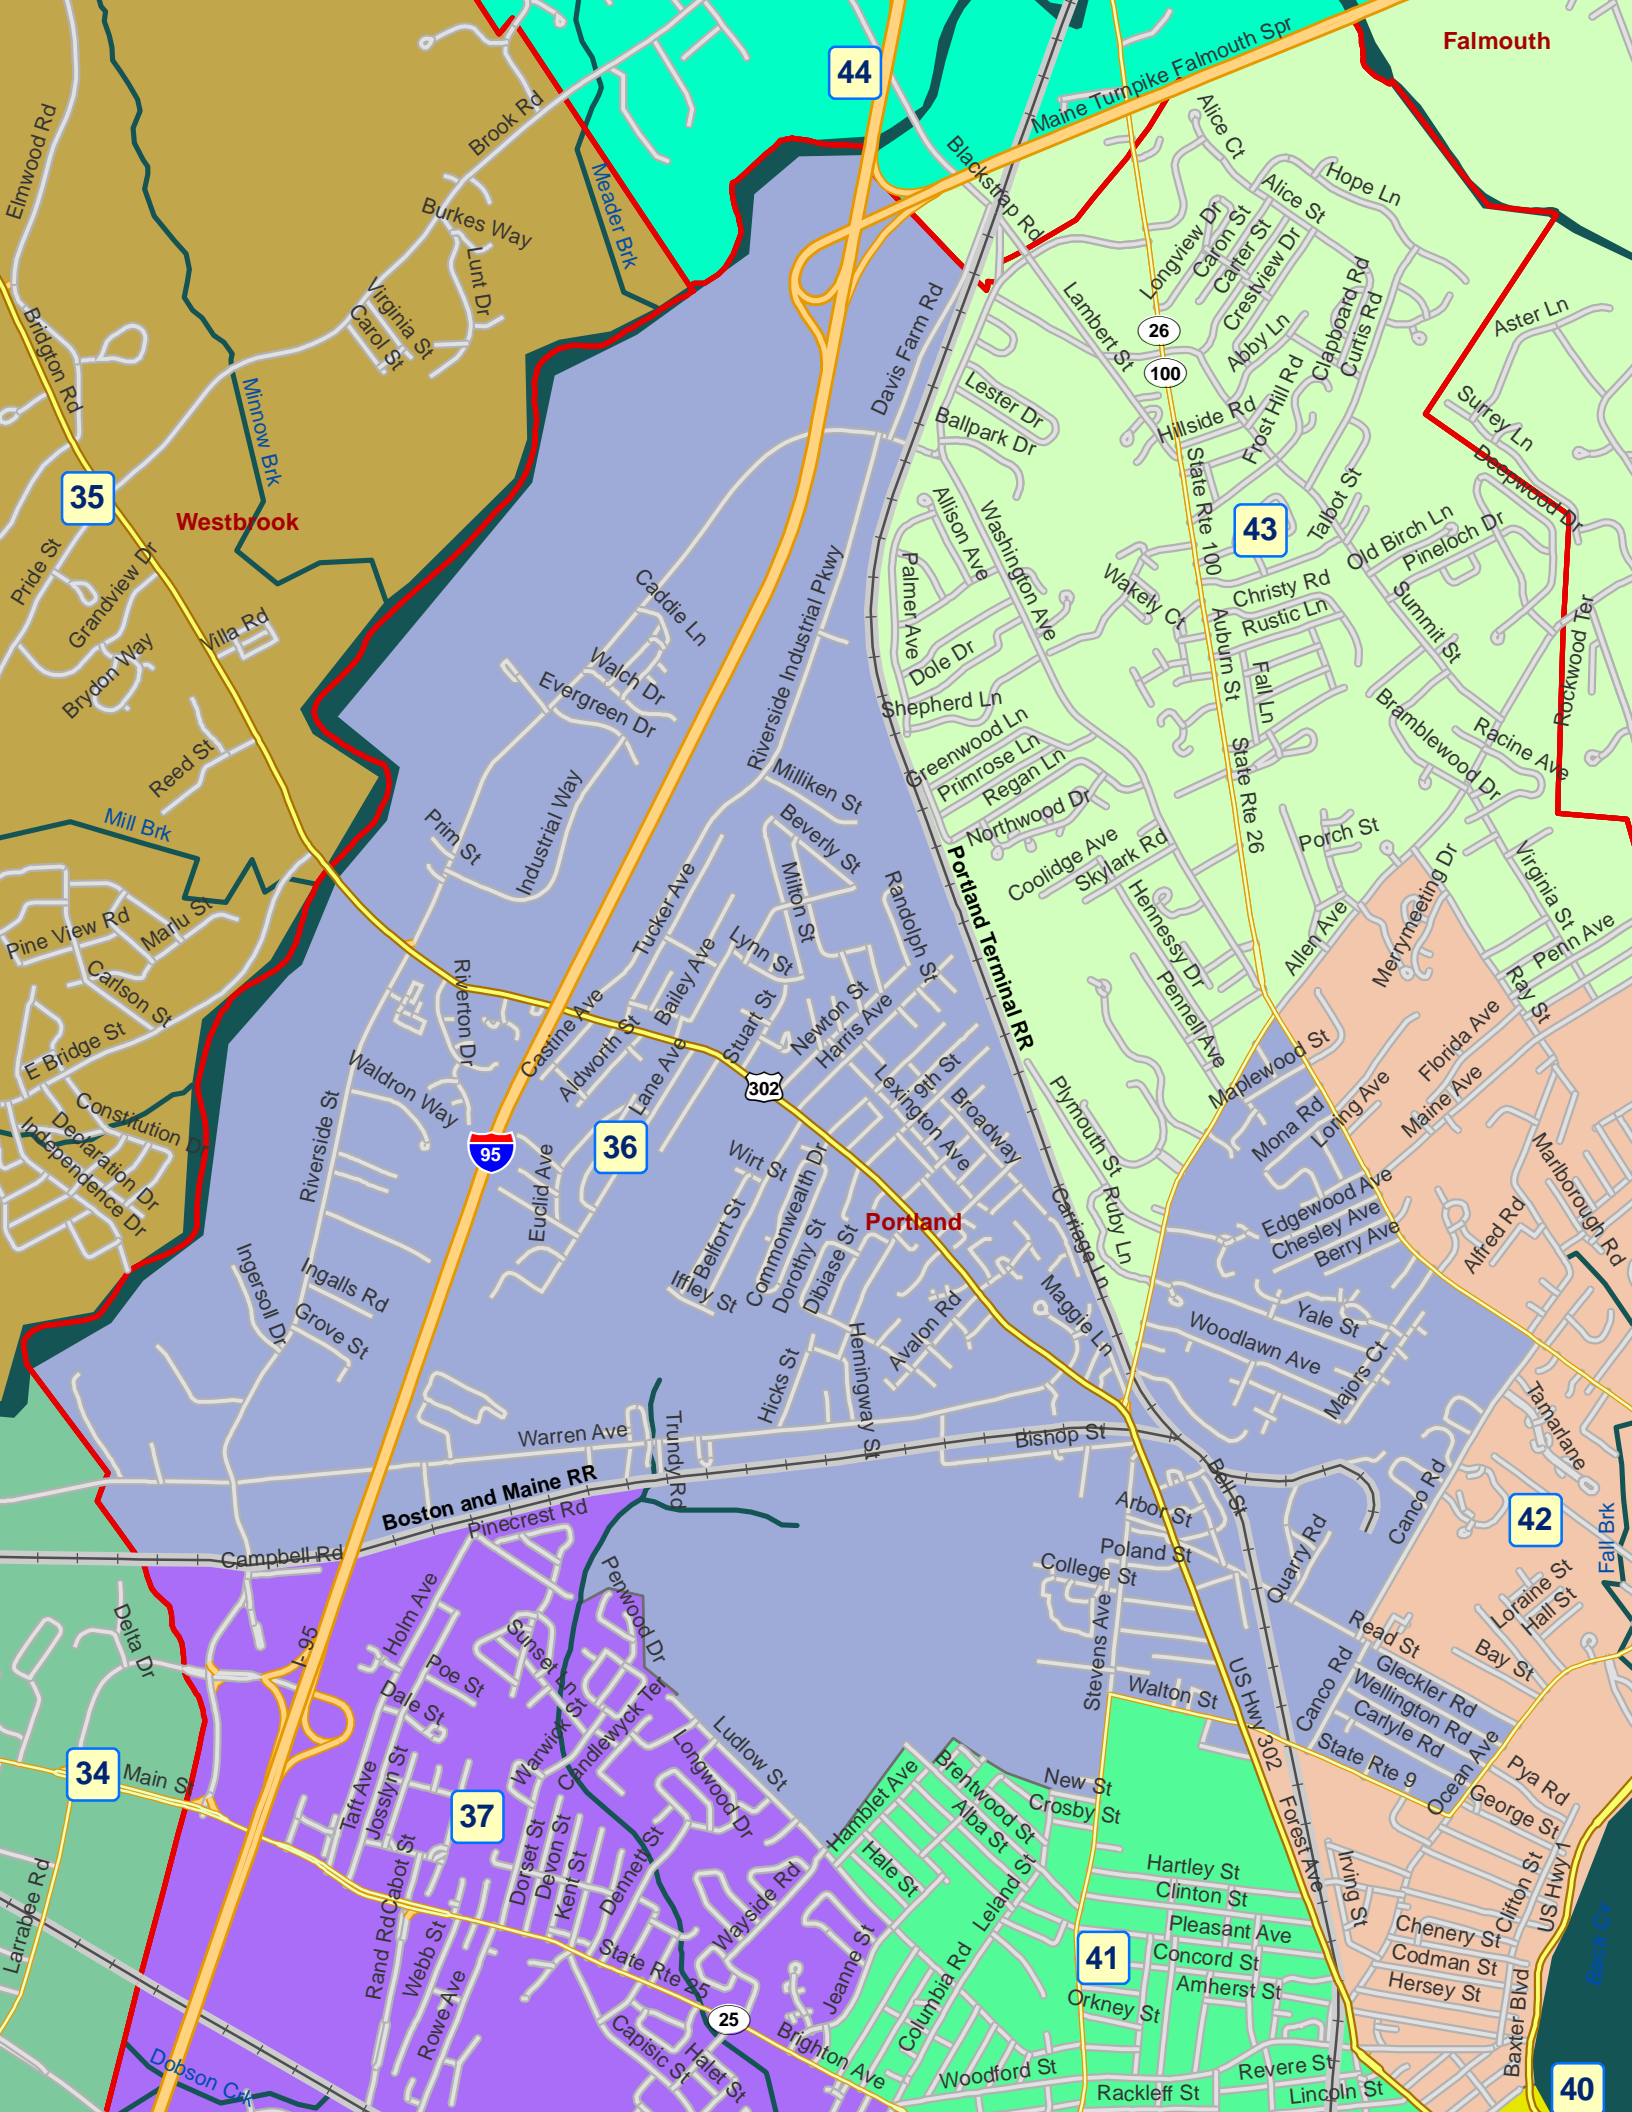 Falmouth
44
Maine Turnpike Falmouth Spr
Elmwood Rd
Brook Rd
Alice Ct
Blackstrap Rd
Meader Brk
Hope Ln
Alice St
Burkes Way
Longview Dr
Caron St
Carter St
Crestview Dr
Lunt Dr
Virginia St
Carol St
Lambert St
Clapboard Rd
Curtis Rd
Davis Farm Rd
Aster Ln
Bridgton Rd
26
Abby Ln
100
Minnow Brk
Lester Dr
Ballpark Dr
Hillside Rd
Frost Hill Rd
Surrey Ln
Deepwood Dr
35
Westbrook
State Rte 100
43
Talbot St
Old Birch Ln
Pineloch Dr
Allison Ave
Washington Ave
Pride St
Grandview Dr
Palmer Ave
Caddie Ln
Riverside Industrial Pkwy
Wakely Ct
Christy Rd
Rustic Ln
Summit St
Rockwood Ter
Villa Rd
Brydon Way
Auburn St
Walch Dr
Evergreen Dr
Dole Dr
Shepherd Ln
Fall Ln
Bramblewood Dr
Racine Ave
Greenwood Ln
Primrose Ln
Regan Ln
Northwood Dr
Reed St
State Rte 26
Milliken St
Beverly St
Mill Brk
Prim St
Industrial Way
Porch St
Coolidge Ave
Skylark Rd
Portland Terminal RR
Milton St
Randolph St
Tucker Ave
Virginia St
Merrymeeting Dr
Allen Ave
Hennessy Dr
Pennell Ave
Pine View Rd
Marlu St
Carlson St
Lynn St
Bailey Ave
Penn Ave
Ray St
Riverton Dr
Castine Ave
Aldworth St
Stuart St
Newton St
Harris Ave
E Bridge St
Lane Ave
302
Lexington Ave
9th St
Broadway
Maplewood St
Florida Ave
Maine Ave
Loring Ave
Mona Rd
Waldron Way
Constitution Dr
Declaration Dr
Independence Dr
Riverside St
95
36
Wirt St
Euclid Ave
Belfort St
Commonwealth Dr
Dorothy St
Dibiase St
Iffley St
Portland
Plymouth St
Ruby Ln
Carriage Ln
Edgewood Ave
Chesley Ave
Berry Ave
Marlborough Rd
Alfred Rd
Ingersoll Dr
Ingalls Rd
Grove St
Maggie Ln
Avalon Rd
Hemingway St
Hicks St
Yale St
Woodlawn Ave
Majors Ct
Tamarlane
Warren Ave
Trundy Rd
Bishop St
Bell St
Boston and Maine RR
Pinecrest Rd
Campbell Rd
Arbor St
Poland St
College St
Canco Rd
42
Fall Brk
Quarry Rd
Loraine St
Hall St
Bay St
Delta Dr
Holm Ave
Penwood Dr
Sunset Ln
I-95
Poe St
Dale St
Stevens Ave
Read St
Canco Rd
Gleckler Rd
Wellington Rd
Carlyle Rd
Walton St
US Hwy 302
State Rte 9
Ocean Ave
Pya Rd
George St
Warwick St
Candlewyck Ter
Ludlow St
Longwood Dr
34
Main St
Taft Ave
Josslyn St
37
Hamblet Ave
Brentwood St
Alba St
New St
Crosby St
Forest Ave
Hale St
Cabot St
Dorset St
Devon St
Kent St
Dennett St
Leland St
Hartley St
Clinton St
Irving St
Clifton St
US Hwy 1
Larrabee Rd
Rand Rd
Webb St
Wayside Rd
Jeanne St
Pleasant Ave
Concord St
Amherst St
Chenery St
Codman St
Hersey St
Back Cv
State Rte 25
41
Orkney St
Columbia Rd
Rowe Ave
25
Brighton Ave
Capisic St
Halet St
Woodford St
Revere St
Rackleff St
Lincoln St
Baxter Blvd
40
Dobson Crk